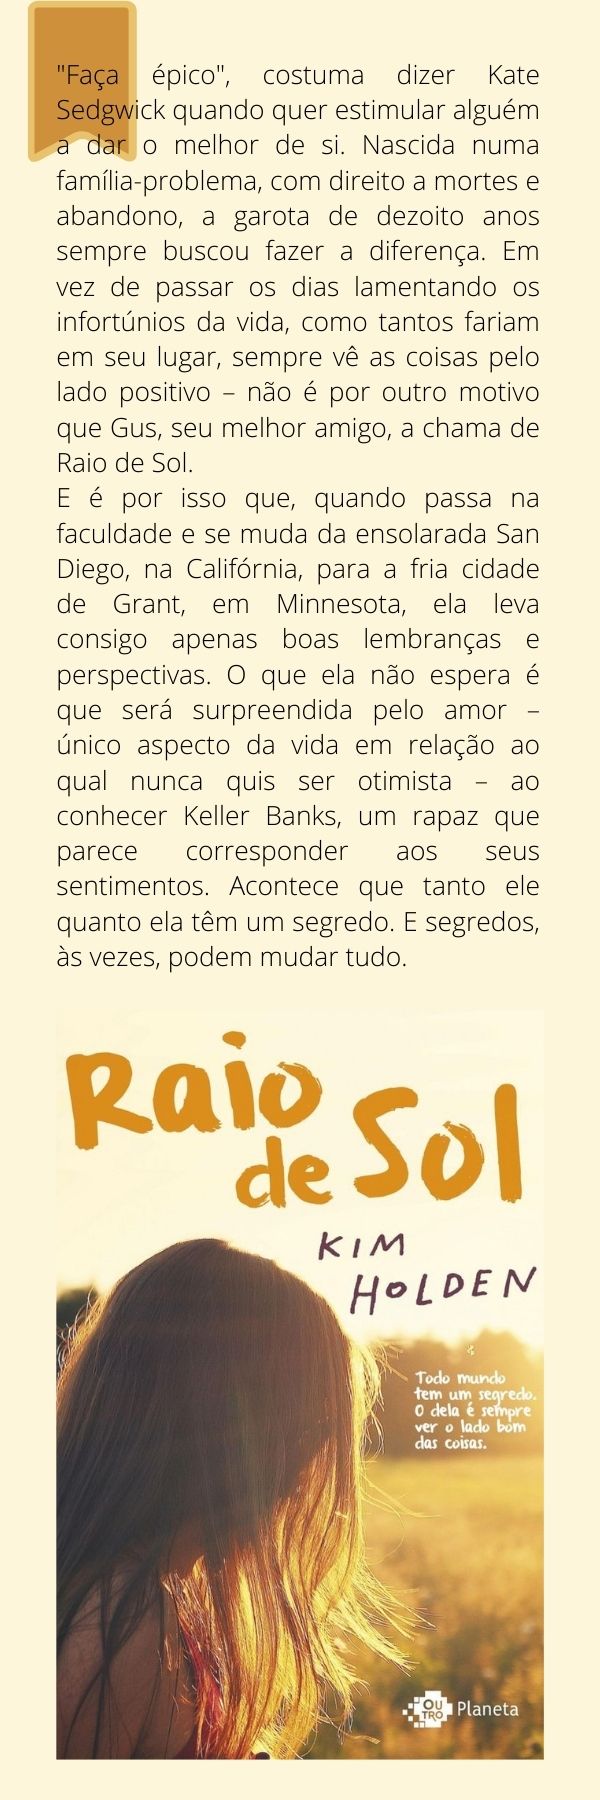 "Faça épico", costuma dizer Kate
Sedgwick quando quer estimular alguém
a dar o melhor de si. Nascida numa
família-problema, com direito a mortes e
abandono, a garota de dezoito anos
sempre buscou fazer a diferença. Em
vez de passar os dias lamentando os
infortúnios da vida, como tantos fariam
em seu lugar, sempre vê as coisas pelo
lado positivo – não é por outro motivo
que Gus, seu melhor amigo, a chama de
Raio de Sol.
E é por isso que, quando passa na
faculdade e se muda da ensolarada San
Diego, na Califórnia, para a fria cidade
de Grant, em Minnesota, ela leva
consigo apenas boas lembranças e
perspectivas. O que ela não espera é
que será surpreendida pelo amor –
único aspecto da vida em relação ao
qual nunca quis ser otimista – ao
conhecer Keller Banks, um rapaz que
parece corresponder aos seus
sentimentos. Acontece que tanto ele
quanto ela têm um segredo. E segredos,
às vezes, podem mudar tudo.
Raio
de Sol
KIM
HOLDEN
Todo mundo
tem um segredo.
O dela é sempre
ver o lado bom
das coisas.
OU
TRO Planeta